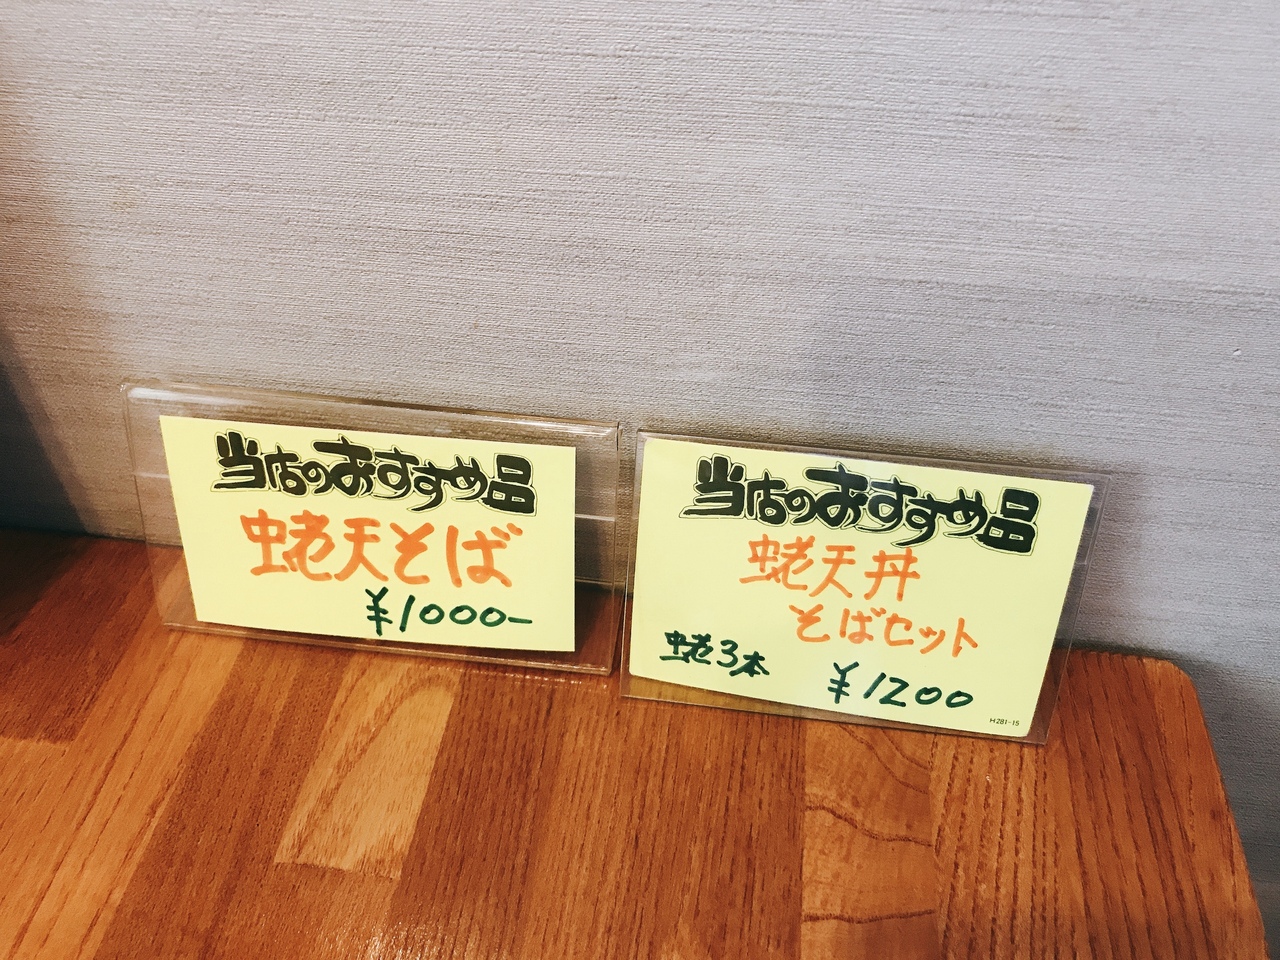 当店のおすすめ品
蛯天そば
¥1000-
当店のおすすめ品
蛯天丼
そばセット
蛯3本
¥1200
H281-15